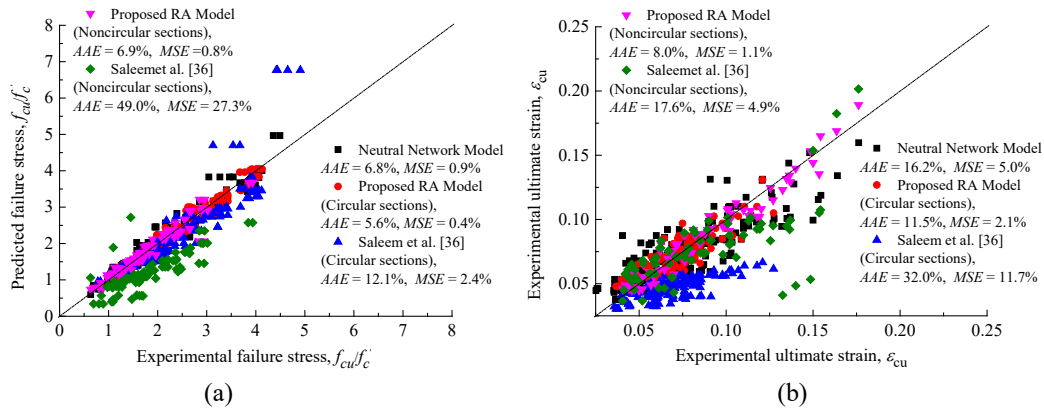 Proposed RA Model
(Noncircular sections),
AAE = 6.9%, MSE =0.8%
Saleemet al. [36]
(Noncircular sections),
AAE = 49.0%, MSE = 27.3%
Neutral Network Model
AAE = 6.8%, MSE = 0.9%
Proposed RA Model
(Circular sections),
AAE = 5.6%, MSE = 0.4%
Saleem et al. [36]
(Circular sections),
AAE = 12.1%, MSE = 2.4%
Predicted failure stress, fcu/fc'
8
7
6
5
4
3
2
1
0
0 1 2 3 4 5 6 7 8
Experimental failure stress, fcu/fc'
(a)
Proposed RA Model
(Noncircular sections),
AAE = 8.0%, MSE = 1.1%
Saleemet al. [36]
(Noncircular sections),
AAE = 17.6%, MSE = 4.9%
Neutral Network Model
AAE = 16.2%, MSE = 5.0%
Proposed RA Model
(Circular sections),
AAE = 11.5%, MSE = 2.1%
Saleem et al. [36]
(Circular sections),
AAE = 32.0%, MSE = 11.7%
Experimental ultimate strain, εcu
0.25
0.20
0.15
0.10
0.05
0.05 0.10 0.15 0.20 0.25
Experimental ultimate strain, εcu
(b)